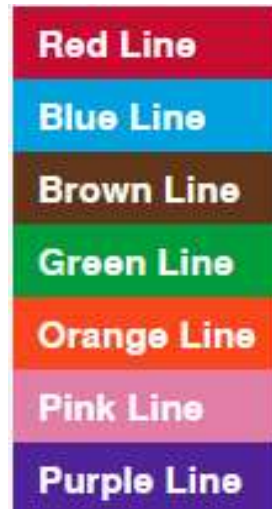 Red Line
Blue Line
Brown Line
Green Line
Orange Line
Pink Line
Purple Line